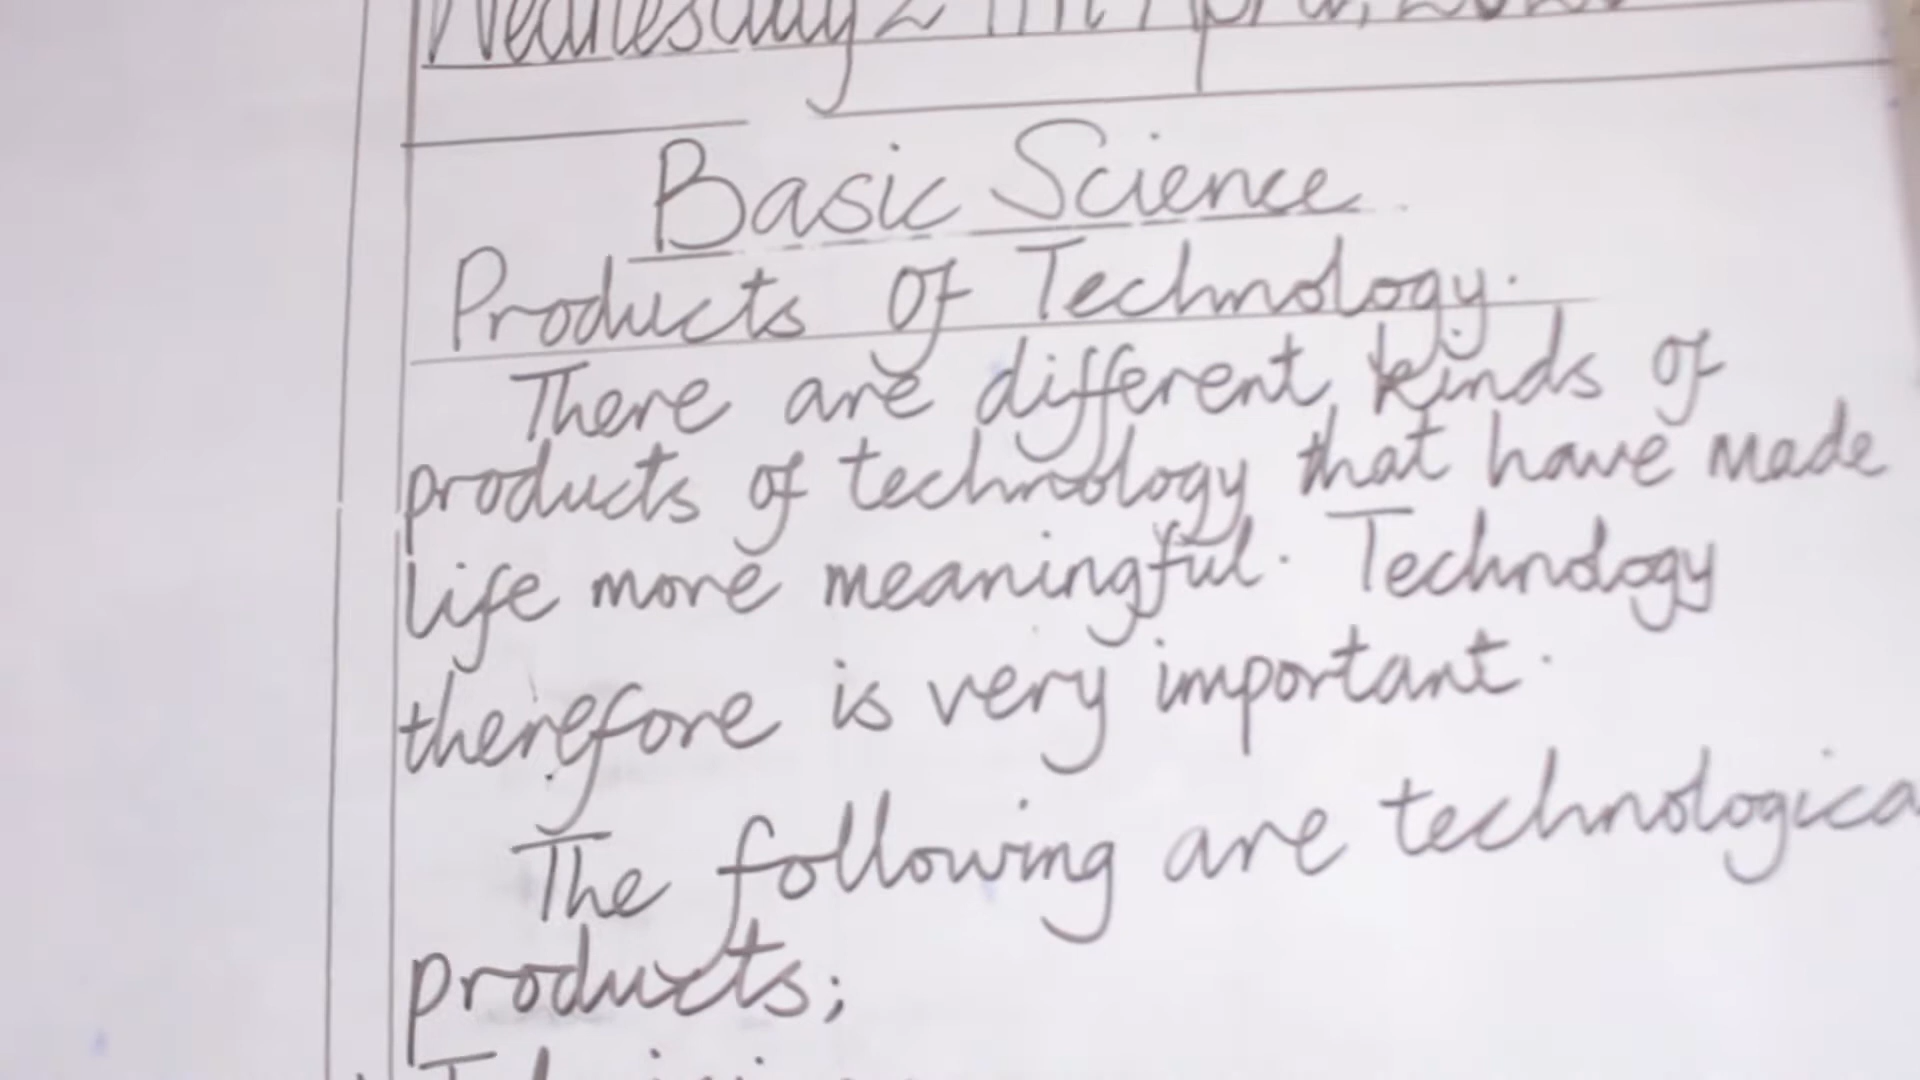 Wednesday
Basic Science
Products Of Technology.
There are different kinds of
products of technology that have made
life more meaningful. Technology
therefore is very important.
The following are technologica
products;